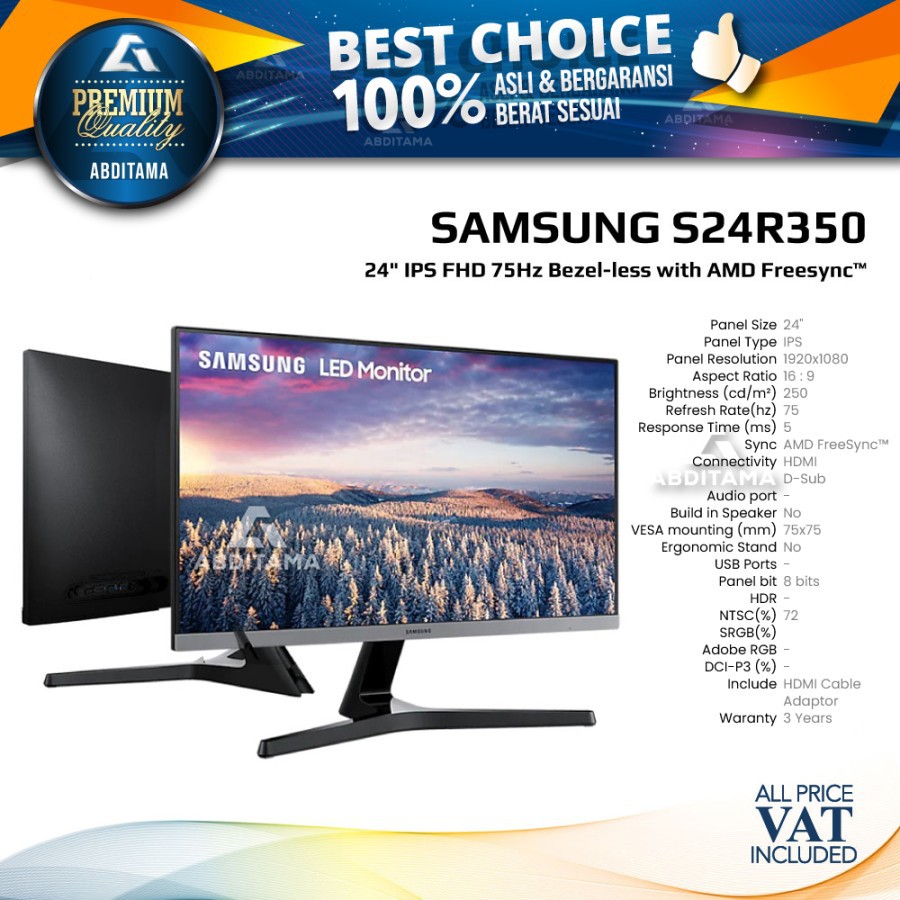 ABDITAMA
PREMIUM
Quality
ABDITAMA
BEST CHOICE
100% ASLI & BERGARANSI
BERAT SESUAI
ABDITAMA
ABDITAMA
SAMSUNG S24R350
24" IPS FHD 75Hz Bezel-less with AMD Freesync™
SAMSUNG LED Monitor
ABDITAMA
SAMSUNG
Panel Size 24"
Panel Type IPS
Panel Resolution 1920x1080
Aspect Ratio 16 : 9
Brightness (cd/m²) 250
Refresh Rate(hz) 75
Response Time (ms) 5
Sync AMD FreeSync™
Connectivity HDMI
ABDITAMA D-Sub
Audio port -
Build in Speaker No
VESA mounting (mm) 75x75
Ergonomic Stand No
USB Ports -
Panel bit 8 bits
HDR -
NTSC(%) 72
SRGB(%)
Adobe RGB -
DCI-P3 (%) -
Include HDMI Cable
Adaptor
Waranty 3 Years
ALL PRICE
VAT
INCLUDED